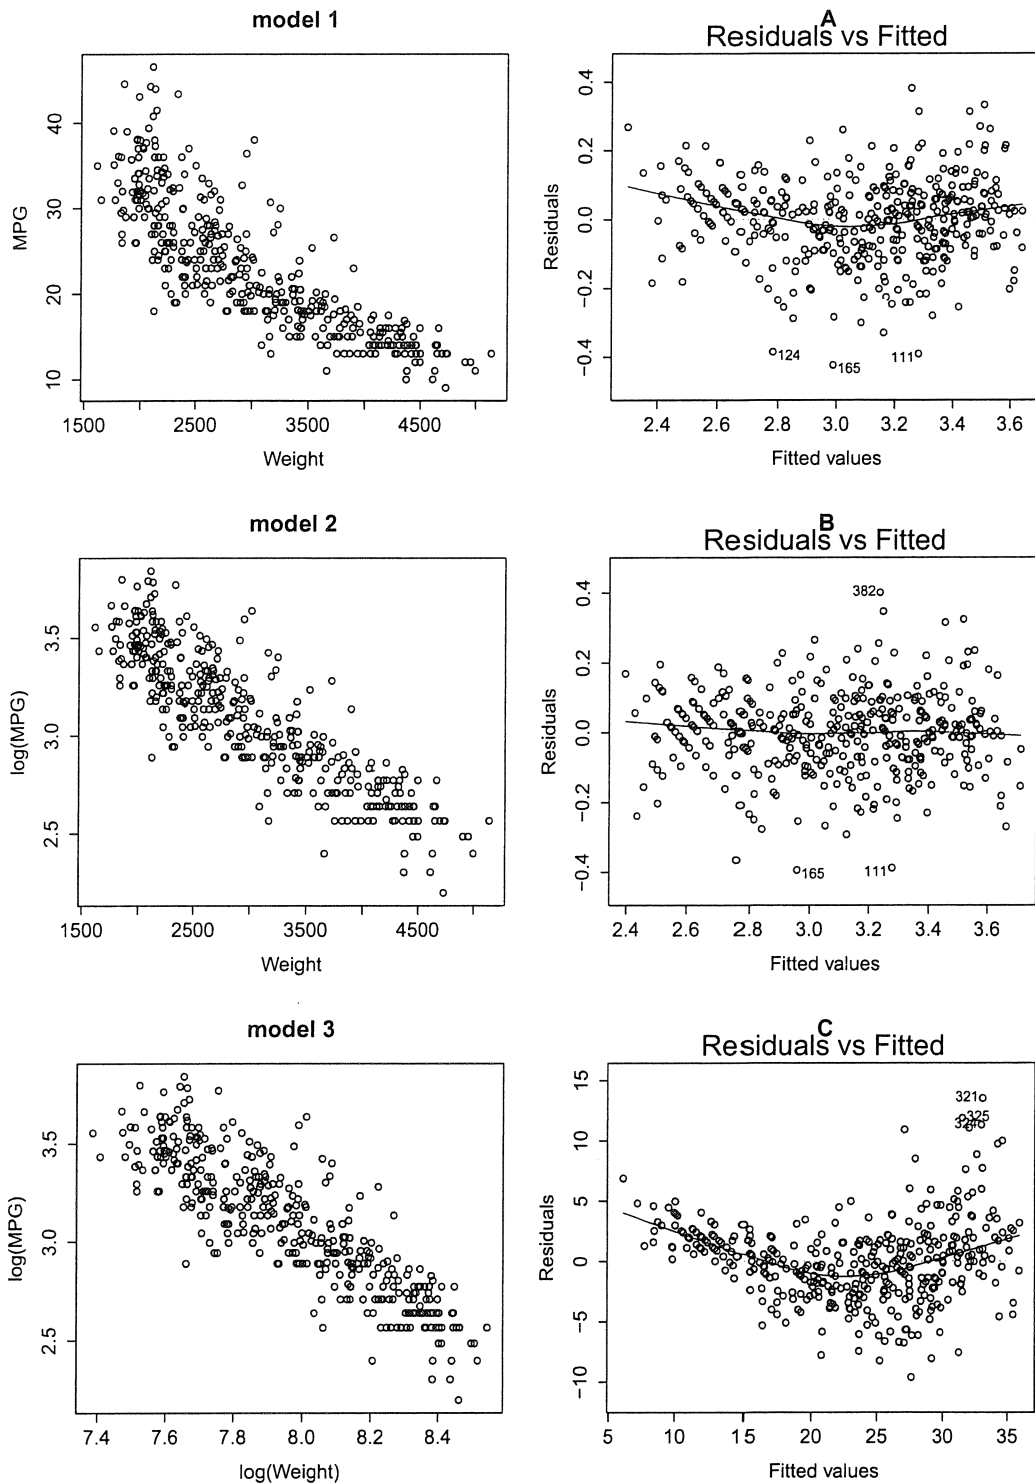 model 1
A
Residuals vs Fitted
MPG
40
30
20
10
1500 2500 3500 4500
Weight
Residuals
0.4
0.2
0.0
−0.2
−0.4
124
165
111
2.4 2.6 2.8 3.0 3.2 3.4 3.6
Fitted values
model 2
B
Residuals vs Fitted
log(MPG)
3.5
3.0
2.5
1500 2500 3500 4500
Weight
Residuals
0.4
0.2
0.0
−0.2
−0.4
382
165
111
2.4 2.6 2.8 3.0 3.2 3.4 3.6
Fitted values
model 3
C
Residuals vs Fitted
log(MPG)
3.5
3.0
2.5
7.4 7.6 7.8 8.0 8.2 8.4
log(Weight)
Residuals
15
10
5
0
−5
−10
321
325
5 10 15 20 25 30 35
Fitted values